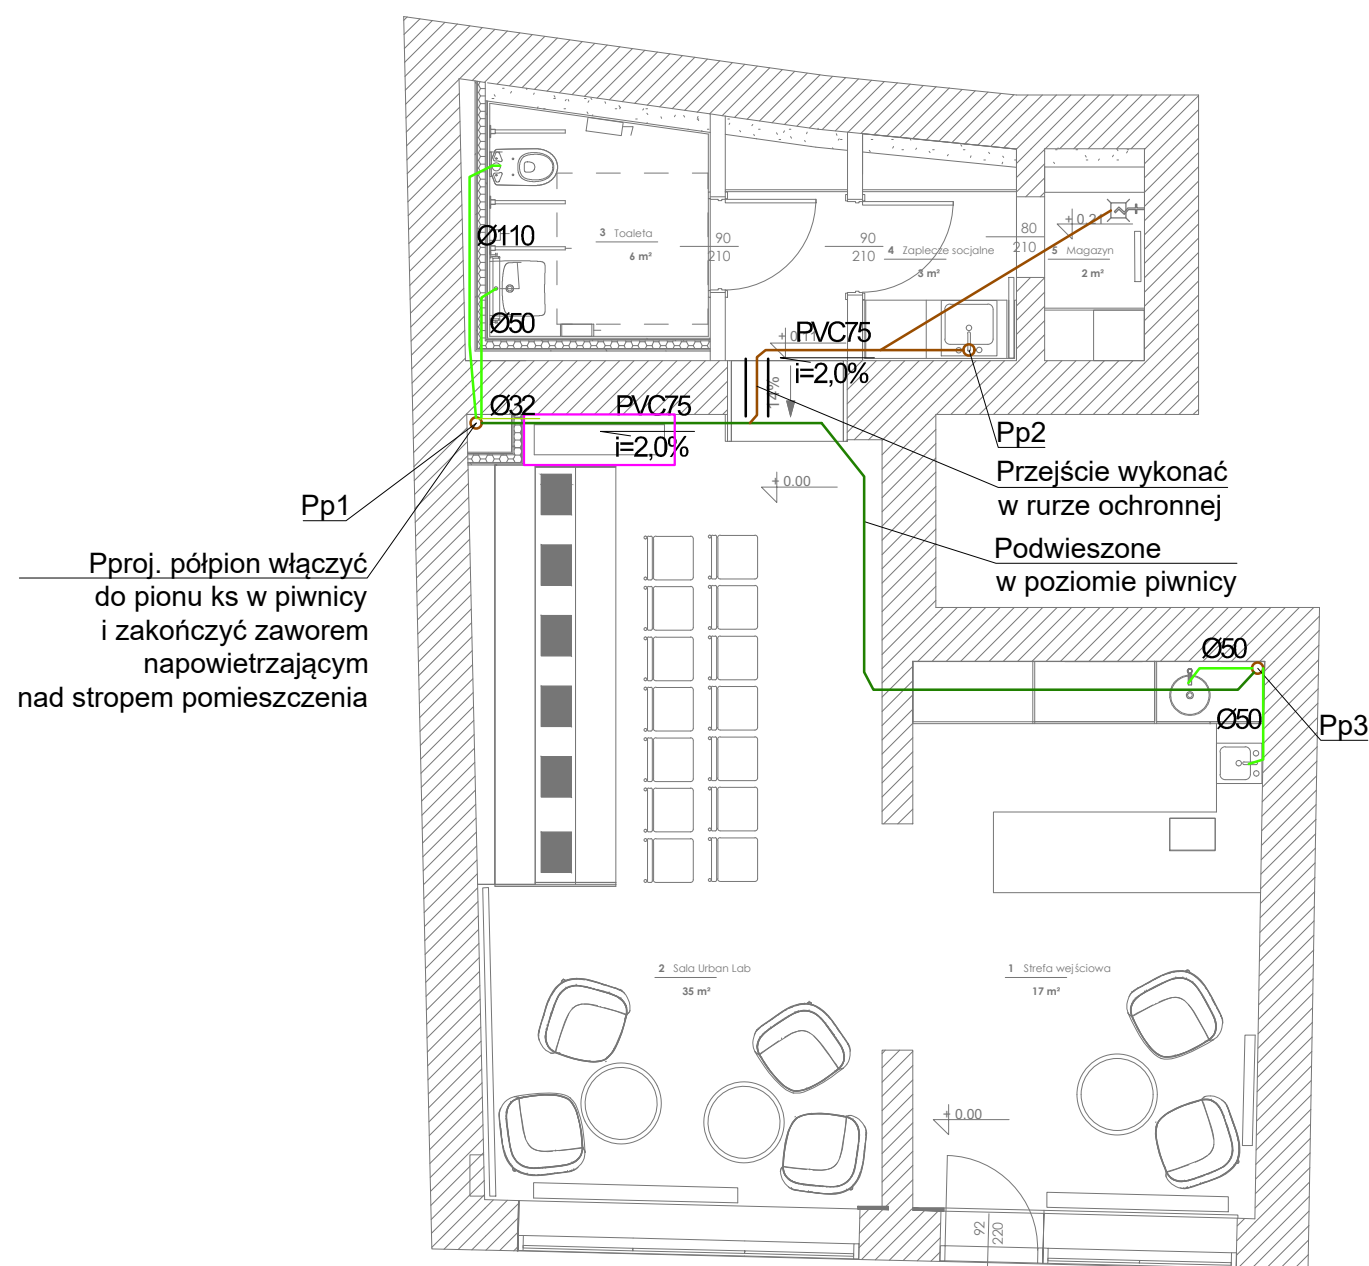 Ø110
3 Toaleta
6 m²
90
210
90
210
4 Zaplecze socjalne
3 m²
80
210
+ 0.21
5 Magazyn
2 m²
Ø50
PVC75
i=2,0%
14%
Ø32
PVC75
i=2,0%
Pp2
Przejście wykonać
w rurze ochronnej
+ 0.00
Pp1
Podwieszone
w poziomie piwnicy
Pproj. półpion włączyć
do pionu ks w piwnicy
i zakończyć zaworem
napowietrzającym
nad stropem pomieszczenia
Ø50
Ø50
Pp3
2 Sala Urban Lab
35 m²
1 Strefa wejściowa
17 m²
+ 0.00
92
220